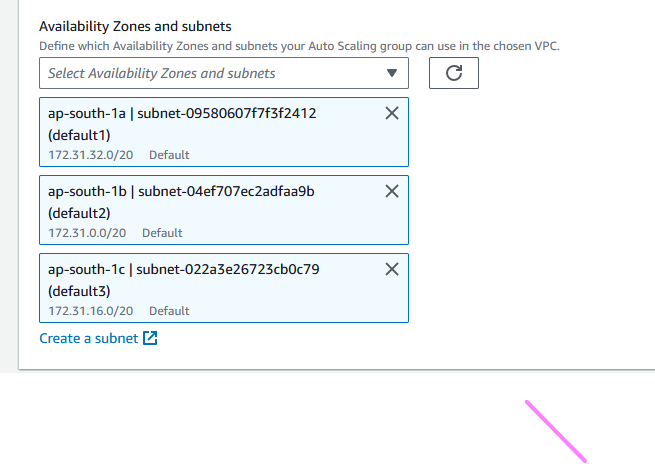 Availability Zones and subnets
Define which Availability Zones and subnets your Auto Scaling group can use in the chosen VPC.
Select Availability Zones and subnets
ap-south-1a | subnet-09580607f7f3f2412
(default1)
172.31.32.0/20 Default
ap-south-1b | subnet-04ef707ec2adfaa9b
(default2)
172.31.0.0/20 Default
ap-south-1c | subnet-022a3e26723cb0c79
(default3)
172.31.16.0/20 Default
Create a subnet